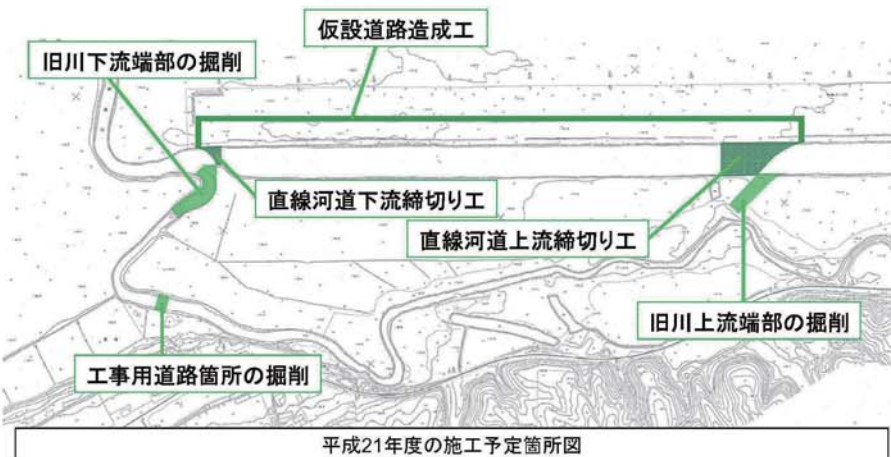 仮設道路造成工
旧川下流端部の掘削
直線河道下流締切り工
直線河道上流締切り工
旧川上流端部の掘削
工事用道路箇所の掘削
平成21年度の施工予定箇所図